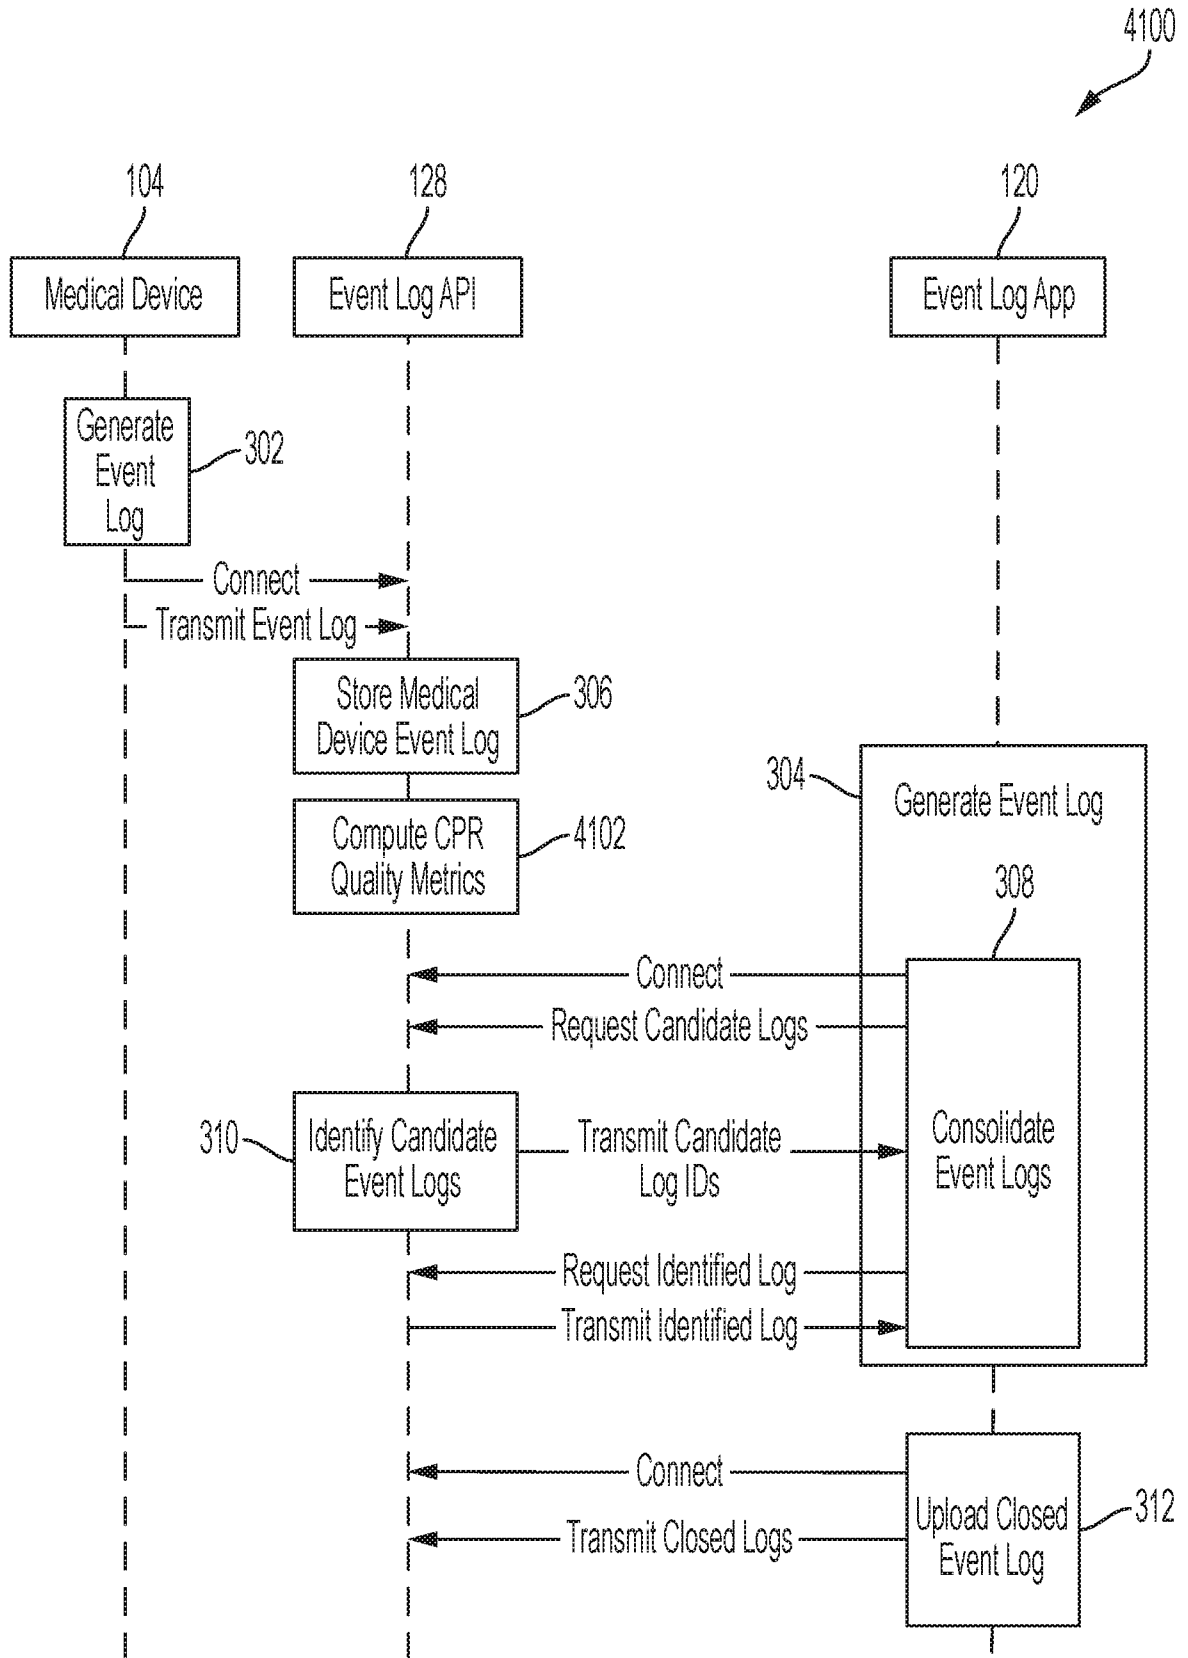 4100
104
128
120
Medical Device
Event Log API
Event Log App
Generate
Event
Log
302
Connect
Transmit Event Log
Store Medical
Device Event Log
306
304
Generate Event Log
Compute CPR
Quality Metrics
4102
308
Connect
Request Candidate Logs
310
Identify Candidate
Event Logs
Transmit Candidate
Log IDs
Consolidate
Event Logs
Request Identified Log
Transmit Identified Log
Connect
Transmit Closed Logs
Upload Closed
Event Log
312